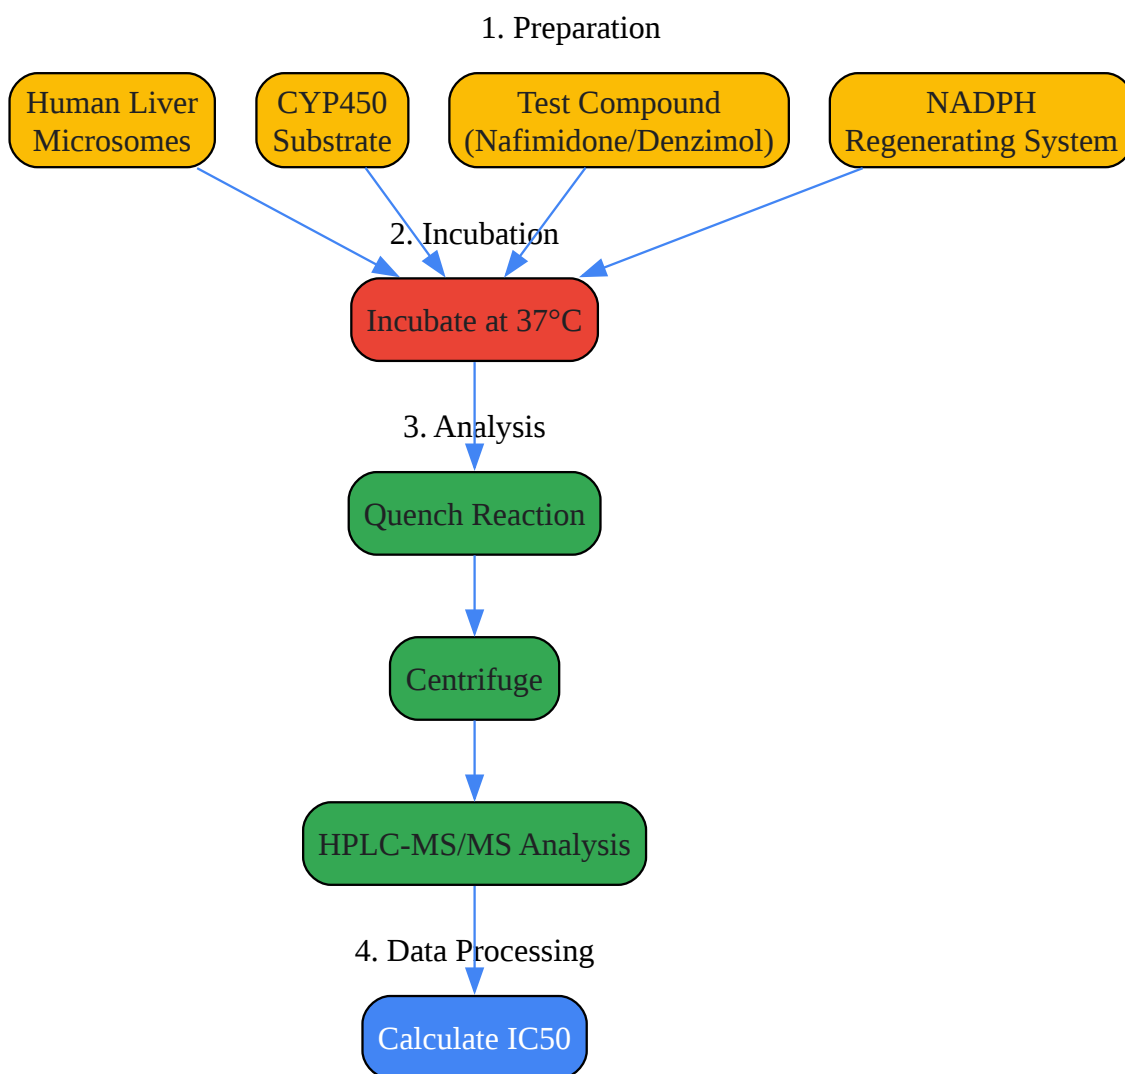 1. Preparation
Human Liver
Microsomes
CYP450
Substrate
Test Compound
(Nafimidone/Denzimol)
NADPH
Regenerating System
2. Incubation
Incubate at 37°C
3. Analysis
Quench Reaction
Centrifuge
HPLC-MS/MS Analysis
4. Data Processing
Calculate IC50